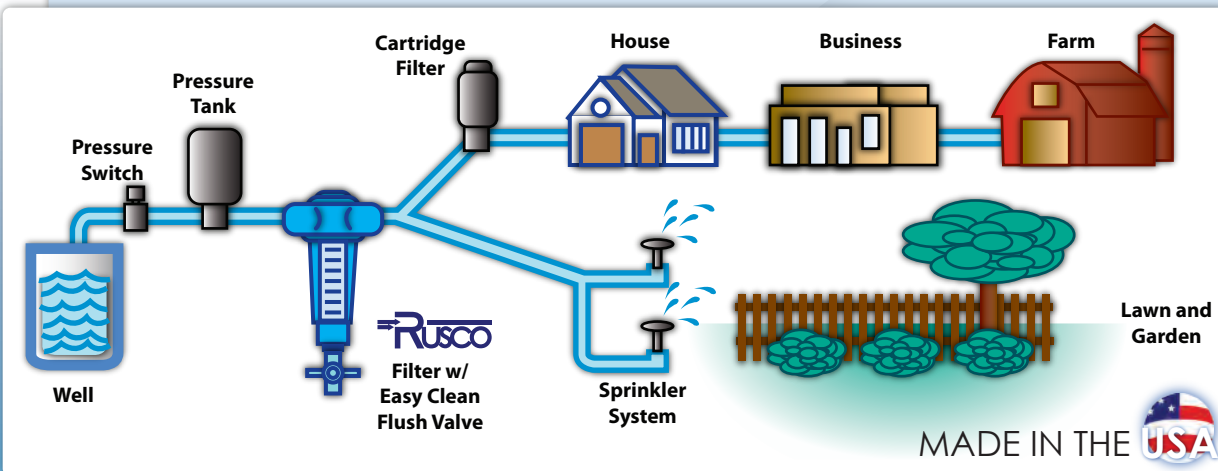 Cartridge
Filter
House
Business
Farm
Pressure
Tank
Pressure
Switch
Well
RUSCO
Filter w/
Easy Clean
Flush Valve
Sprinkler
System
Lawn and
Garden
MADE IN THE USA